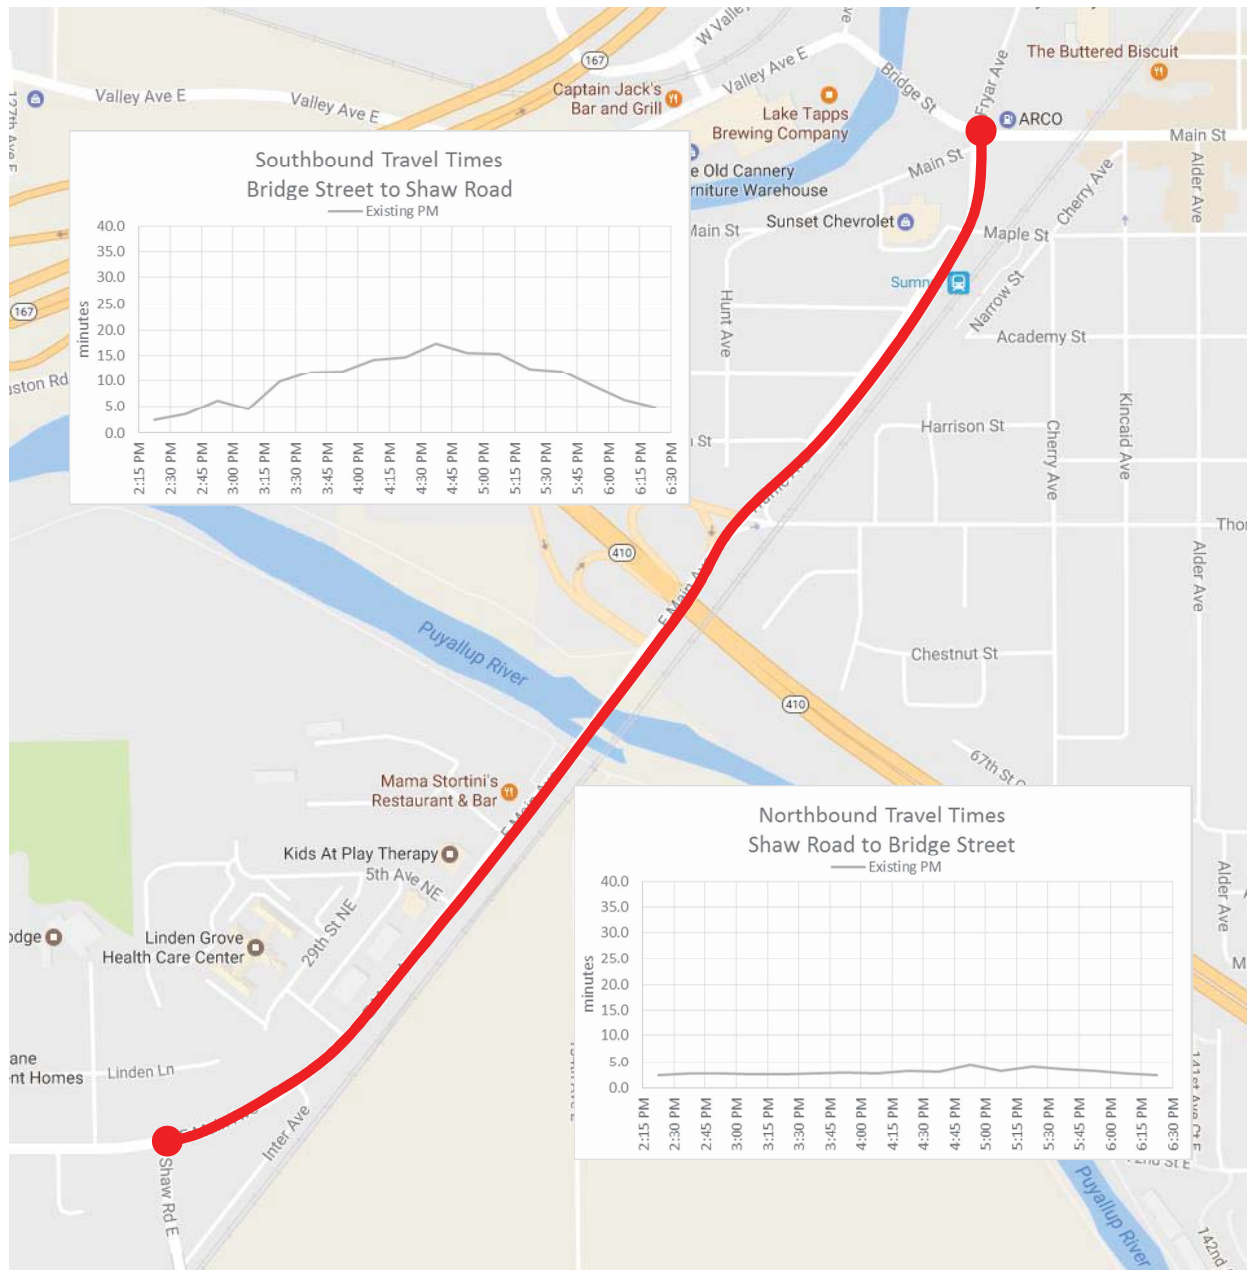 167
W Valley
The Buttered Biscuit
Captain Jack's
Bar and Grill
Valley Ave E
Bridge St
Fryar Ave
127th Ave E
Valley Ave E
Valley Ave E
Lake Tapps
Brewing Company
ARCO
Main St
Main St
Old Cannery
Furniture Warehouse
Alder Ave
Cherry Ave
Sunset Chevrolet
Main St
Maple St
167
Hunt Ave
Narrow St
Academy St
Kincaid Ave
Harrison St
Cherry Ave
Southbound Travel Times
Bridge Street to Shaw Road
Existing PM
40.0
35.0
30.0
25.0
20.0
15.0
10.0
5.0
0.0
minutes
2:15 PM
2:30 PM
2:45 PM
3:00 PM
3:15 PM
3:30 PM
3:45 PM
4:00 PM
4:15 PM
4:30 PM
4:45 PM
5:00 PM
5:15 PM
5:30 PM
5:45 PM
6:00 PM
6:15 PM
6:30 PM
410
E Main Ave
Alder Ave
Puyallup River
Chestnut St
410
67th St
Mama Stortini's
Restaurant & Bar
Kids At Play Therapy
5th Ave NE
29th St NE
Linden Grove
Health Care Center
Alder Ave
Linden Ln
Inter Ave
Shaw Rd E
Northbound Travel Times
Shaw Road to Bridge Street
Existing PM
40.0
35.0
30.0
25.0
20.0
15.0
10.0
5.0
0.0
minutes
2:15 PM
2:30 PM
2:45 PM
3:00 PM
3:15 PM
3:30 PM
3:45 PM
4:00 PM
4:15 PM
4:30 PM
4:45 PM
5:00 PM
5:15 PM
5:30 PM
5:45 PM
6:00 PM
6:15 PM
6:30 PM
141st Ave Ct E
Puyallup River
142nd St